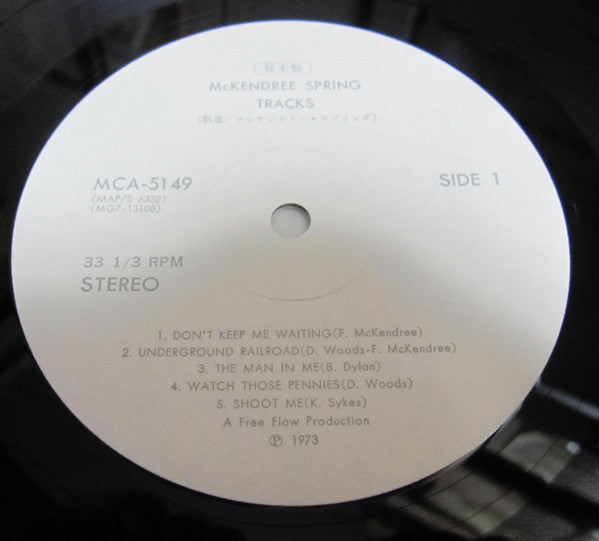 見本盤
McKENDREE SPRING
TRACKS
(軌道/マッケンドリー・スプリング)
MCA-5149
(MAP/S 6332)
(MG7-13108)
SIDE 1
33 1/3 RPM
STEREO
1. DON'T KEEP ME WAITING(F. McKendree)
2. UNDERGROUND RAILROAD(D. Woods-F. McKendree)
3. THE MAN IN ME(B. Dylan)
4. WATCH THOSE PENNIES(D. Woods)
5. SHOOT ME(K. Sykes)
A Free Flow Production
Ⓟ 1973